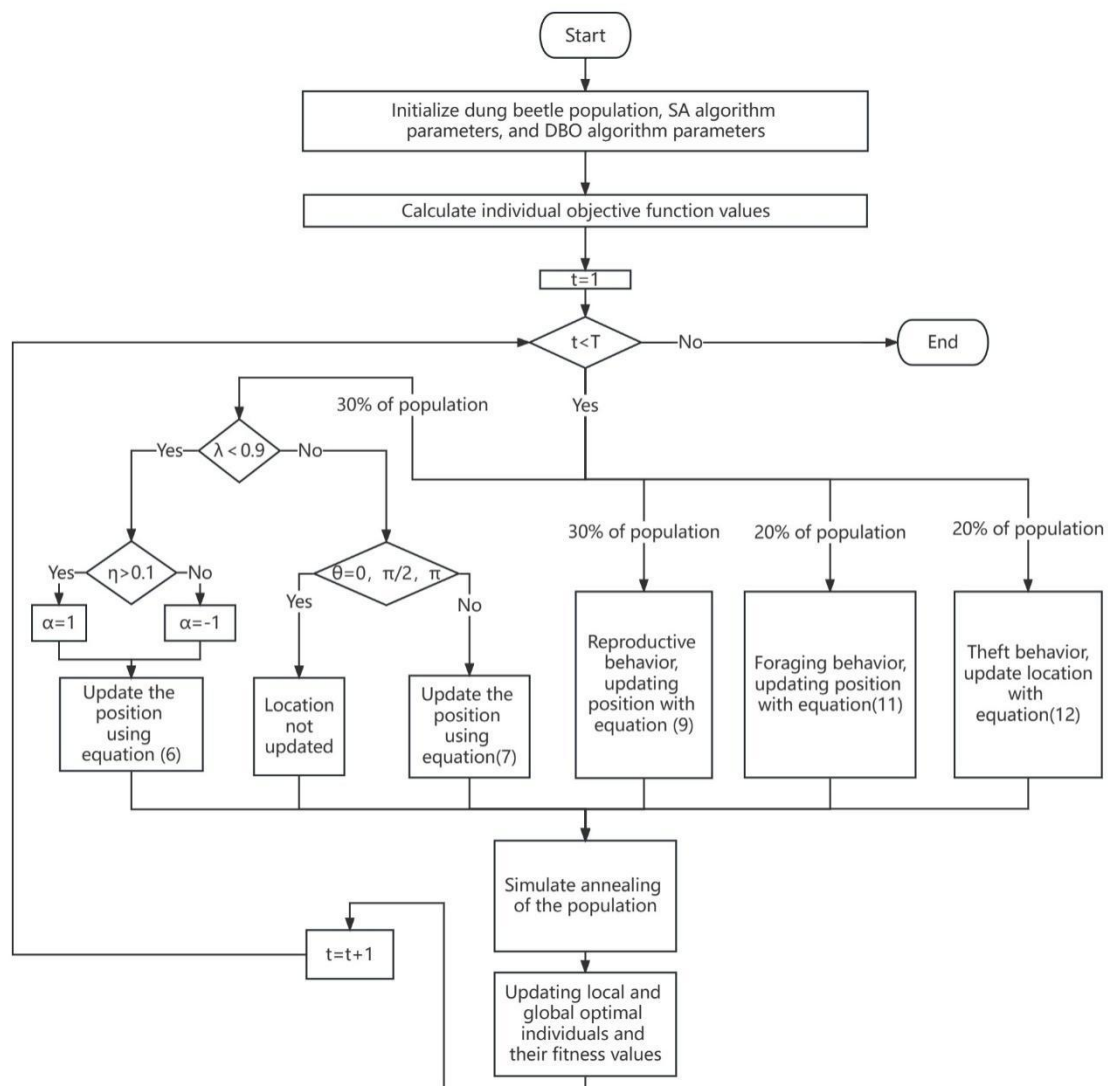 Start
Initialize dung beetle population, SA algorithm
parameters, and DBO algorithm parameters
Calculate individual objective function values
t=1
t<T
No
End
30% of population
Yes
Yes
λ<0.9
No
30% of population
20% of population
20% of population
Yes
η>0.1
No
θ=0, π/2, π
Yes
No
α=1
α=-1
Update the
position
using
equation (6)
Location
not
updated
Update the
position
using
equation(7)
Reproductive
behavior,
updating
position with
equation (9)
Foraging behavior,
updating position
with equation(11)
Theft behavior,
update location
with
equation(12)
Simulate annealing
of the population
t=t+1
Updating local and
global optimal
individuals and
their fitness values